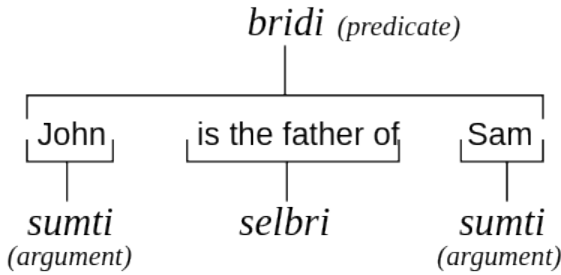 bridi (predicate)
John is the father of Sam
sumti selbri sumti
(argument) (argument)